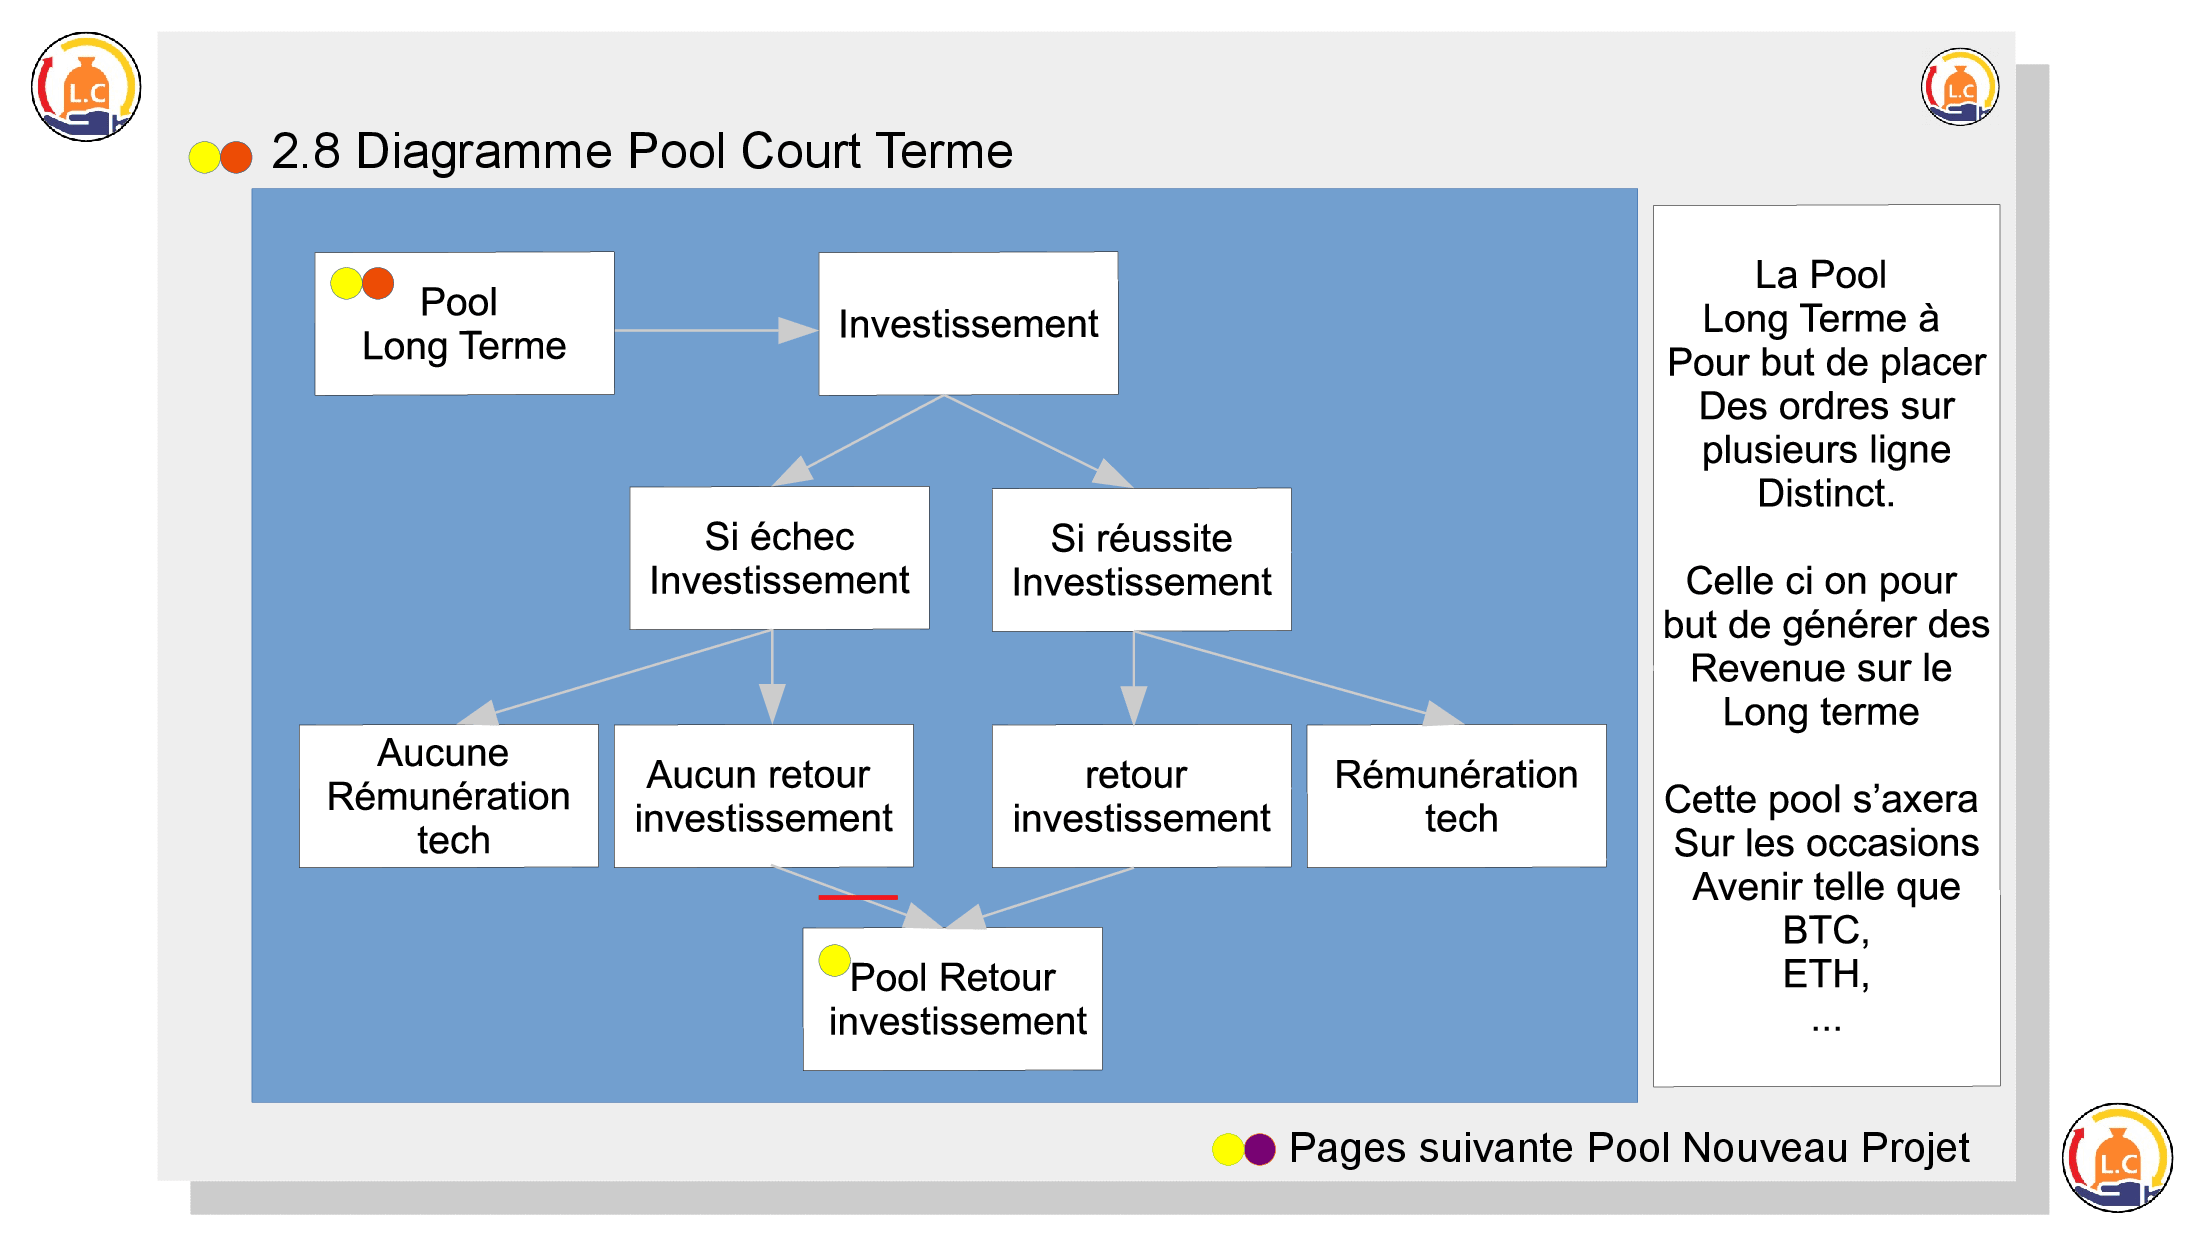 L.C
L.C
2.8 Diagramme Pool Court Terme
Pool
Long Terme
Investissement
Si échec
Investissement
Si réussite
Investissement
Aucune
Rémunération
tech
Aucun retour
investissement
retour
investissement
Rémunération
tech
Pool Retour
investissement
La Pool
Long Terme à
Pour but de placer
Des ordres sur
plusieurs ligne
Distinct.
Celle ci on pour
but de générer des
Revenue sur le
Long terme
Cette pool s’axera
Sur les occasions
Avenir telle que
BTC,
ETH,
...
Pages suivante Pool Nouveau Projet
L.C